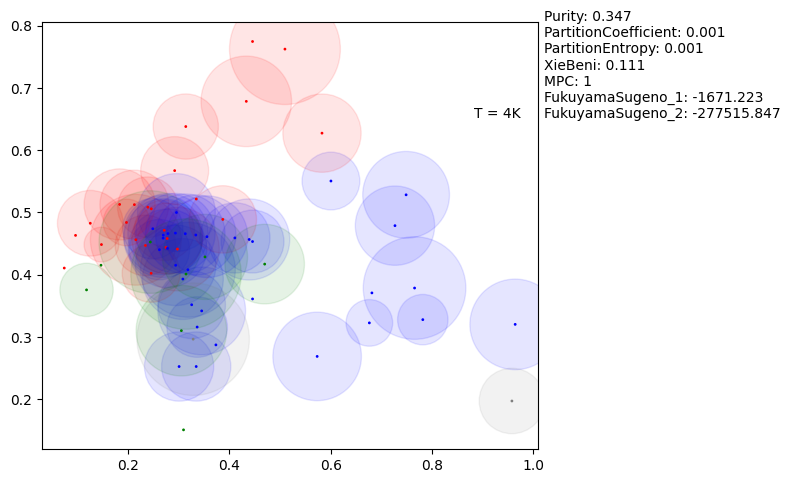 Purity: 0.347
PartitionCoefficient: 0.001
PartitionEntropy: 0.001
XieBeni: 0.111
MPC: 1
FukuyamaSugeno_1: -1671.223
FukuyamaSugeno_2: -277515.847
T = 4K
0.8
0.7
0.6
0.5
0.4
0.3
0.2
0.2 0.4 0.6 0.8 1.0